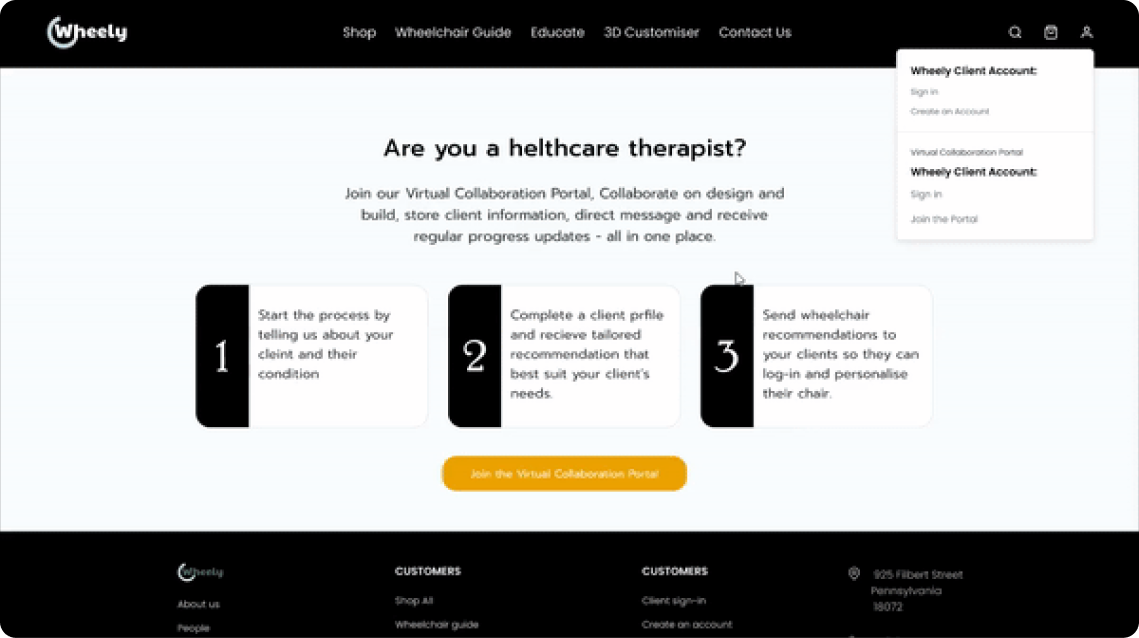 Wheely
Shop Wheelchair Guide Educate 3D Customiser Contact Us
Wheely Client Account:
Sign in
Create an Account
Virtual Collaboration Portal
Wheely Client Account:
Sign in
Join the Portal
Are you a helthcare therapist?
Join our Virtual Collaboration Portal, Collaborate on design and
build, store client information, direct message and receive
regular progress updates - all in one place.
1
Start the process by
telling us about your
cleint and their
condition
2
Complete a client prfile
and recieve tailored
recommendation that
best suit your client's
needs.
3
Send wheelchair
recommendations to
your clients so they can
log-in and personalise
their chair.
Join the Virtual Collaboration Portal
Wheely
About us
People
CUSTOMERS
Shop All
Wheelchair guide
CUSTOMERS
Client sign-in
Create an account
925 Filbert Street
Pennsylvania
18072